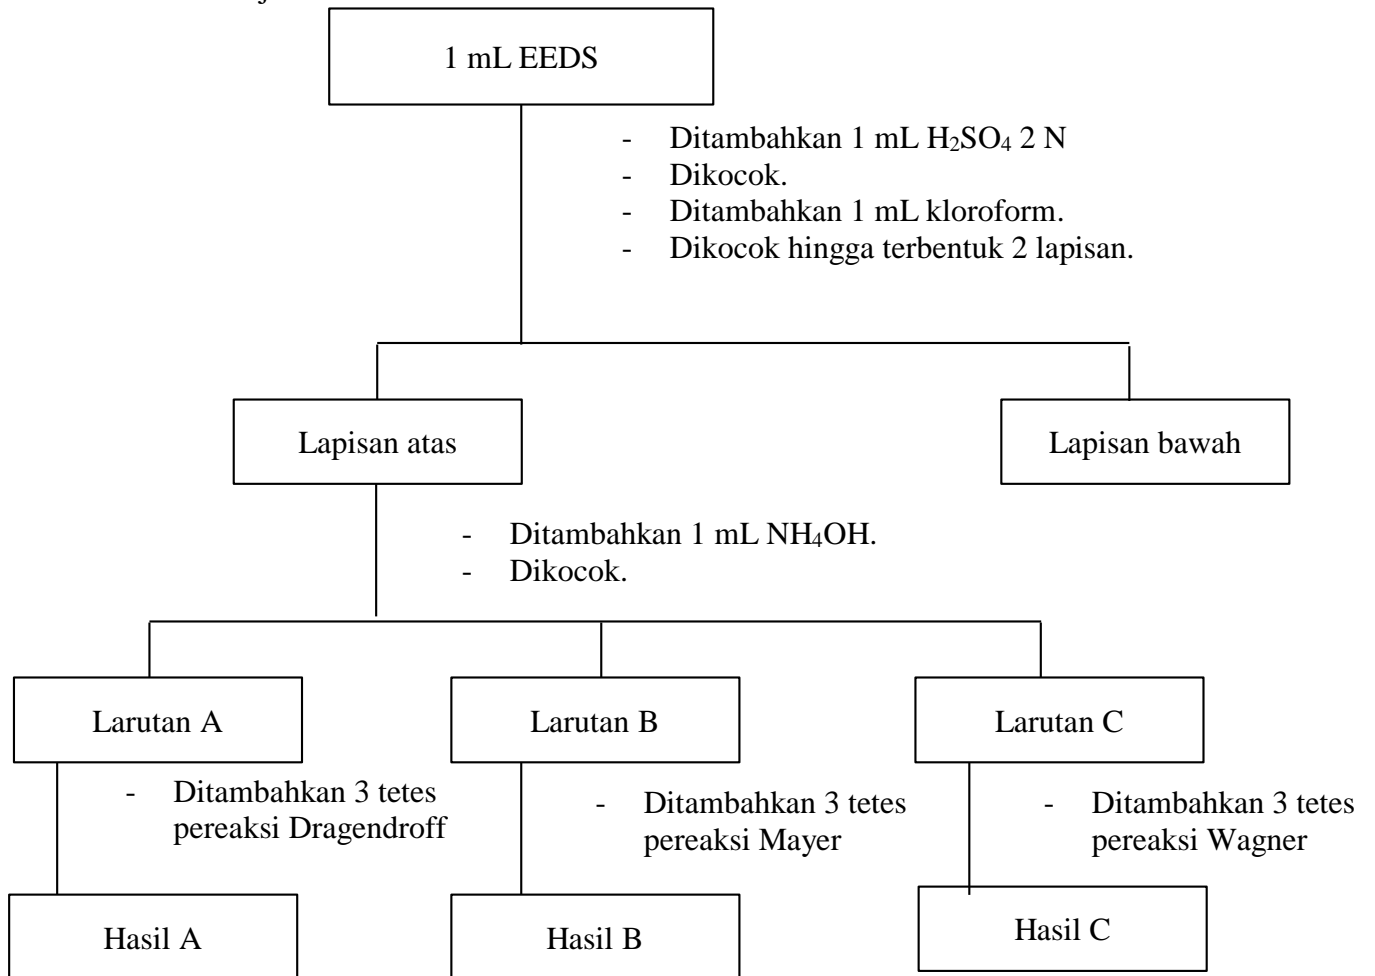 1 mL EEDS
- Ditambahkan 1 mL H₂SO₄ 2 N
- Dikocok.
- Ditambahkan 1 mL kloroform.
- Dikocok hingga terbentuk 2 lapisan.
Lapisan atas
Lapisan bawah
- Ditambahkan 1 mL NH₄OH.
- Dikocok.
Larutan A
Larutan B
Larutan C
- Ditambahkan 3 tetes
pereaksi Dragendroff
- Ditambahkan 3 tetes
pereaksi Mayer
- Ditambahkan 3 tetes
pereaksi Wagner
Hasil A
Hasil B
Hasil C